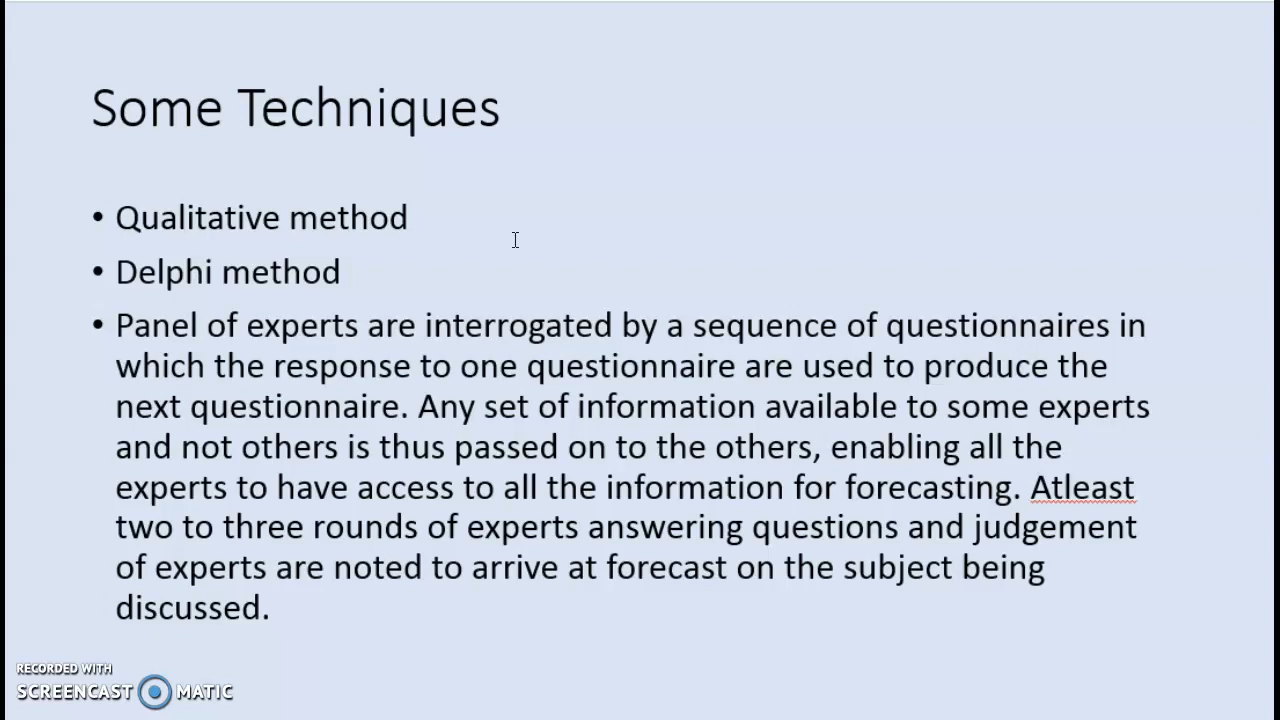 Some Techniques
• Qualitative method
• Delphi method
• Panel of experts are interrogated by a sequence of questionnaires in
which the response to one questionnaire are used to produce the
next questionnaire. Any set of information available to some experts
and not others is thus passed on to the others, enabling all the
experts to have access to all the information for forecasting. Atleast
two to three rounds of experts answering questions and judgement
of experts are noted to arrive at forecast on the subject being
discussed.
RECORDED WITH
SCREENCAST MATIC